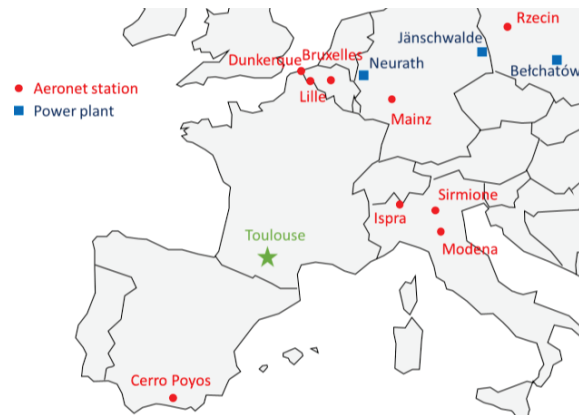 Rzecin
Jänschwalde
Dunkerque
Bruxelles
Neurath
Bełchatów
Aeronet station
Lille
Power plant
Mainz
Sirmione
Ispra
Toulouse
Modena
Cerro Poyos